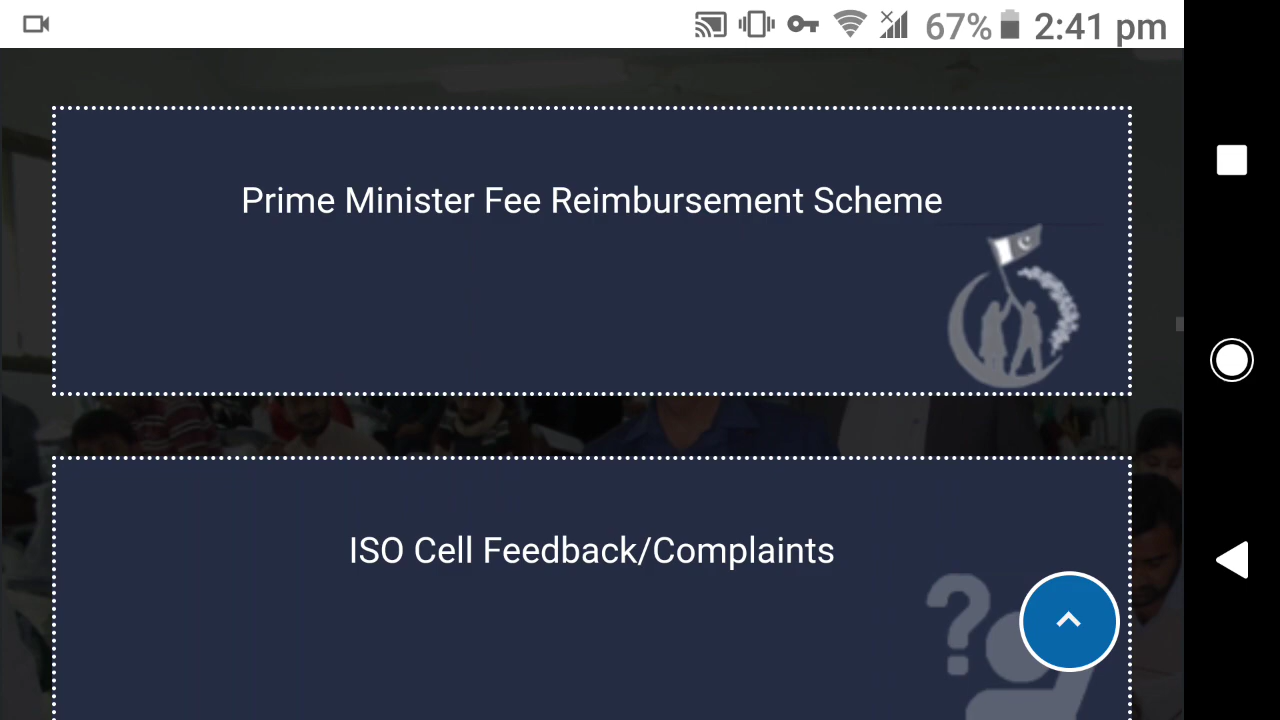 67% 2:41 pm
Prime Minister Fee Reimbursement Scheme
ISO Cell Feedback/Complaints
?